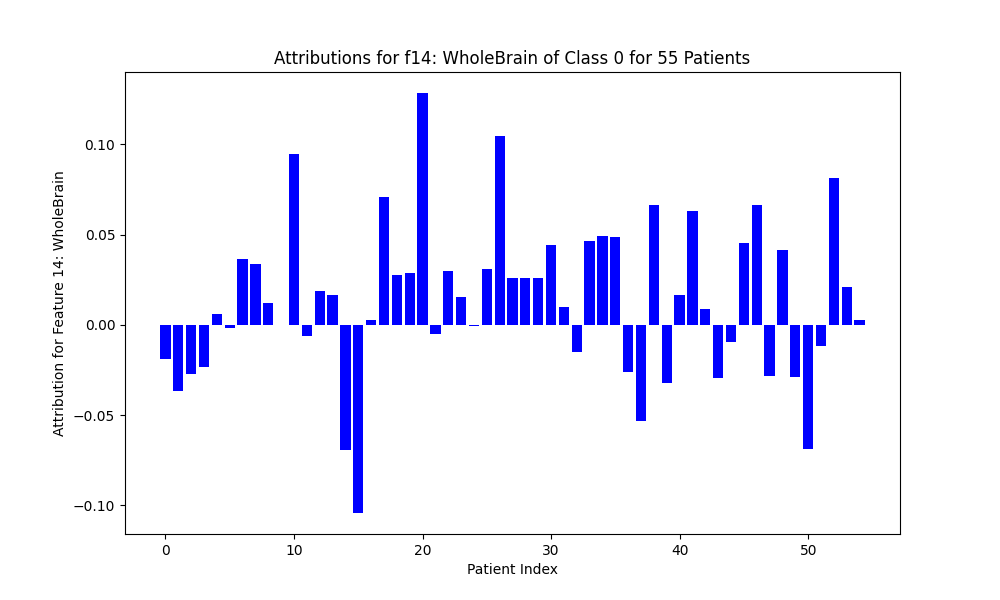 Attributions for f14: WholeBrain of Class 0 for 55 Patients
Attribution for Feature 14: WholeBrain
0.10
0.05
0.00
−0.05
−0.10
0 10 20 30 40 50
Patient Index